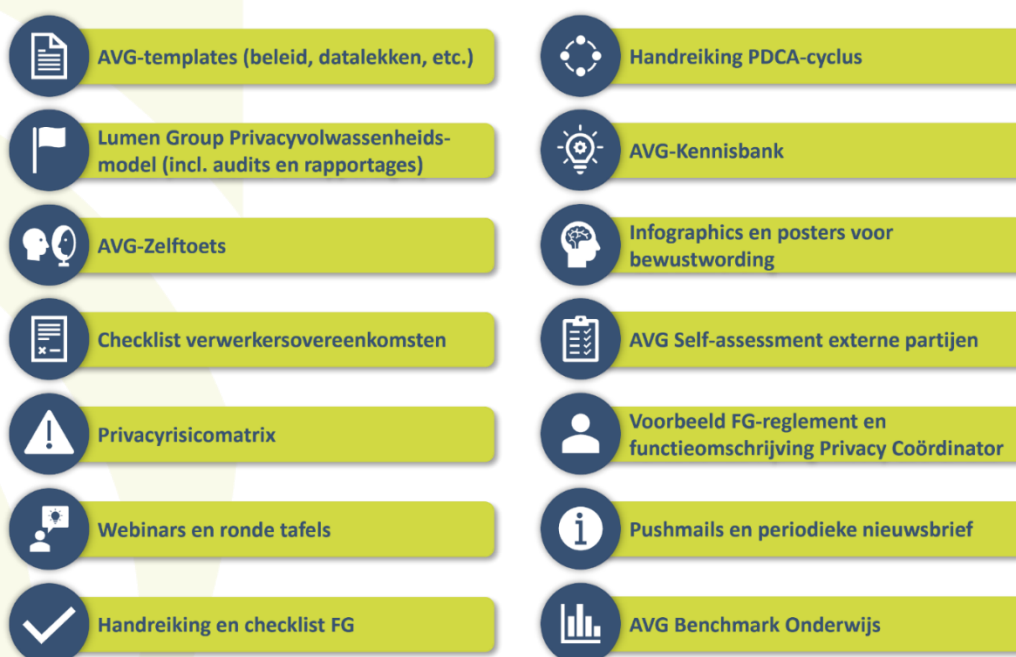 AVG-templates (beleid, datalekken, etc.)
Lumen Group Privacyvolwassenheids-
model (incl. audits en rapportages)
AVG-Zelftoets
Checklist verwerkersovereenkomsten
Privacyrisicomatrix
Webinars en ronde tafels
Handreiking en checklist FG
Handreiking PDCA-cyclus
AVG-Kennisbank
Infographics en posters voor
bewustwording
AVG Self-assessment externe partijen
Voorbeeld FG-reglement en
functieomschrijving Privacy Coördinator
Pushmails en periodieke nieuwsbrief
AVG Benchmark Onderwijs